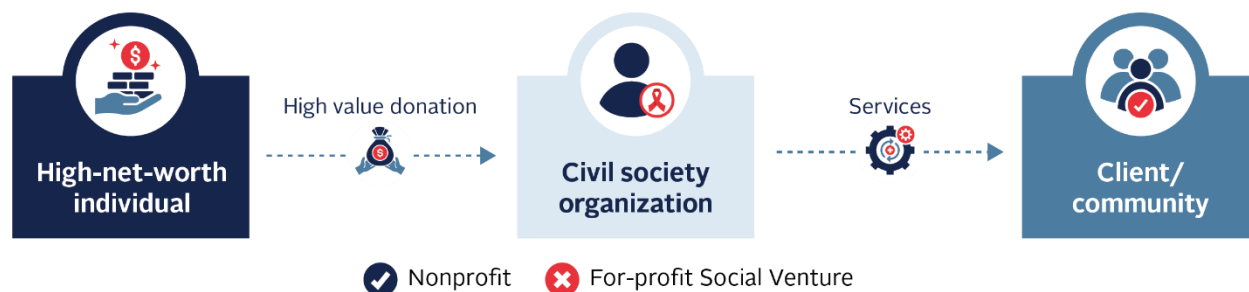 High value donation
Services
High-net-worth
individual
Civil society
organization
Client/
community
Nonprofit
For-profit Social Venture